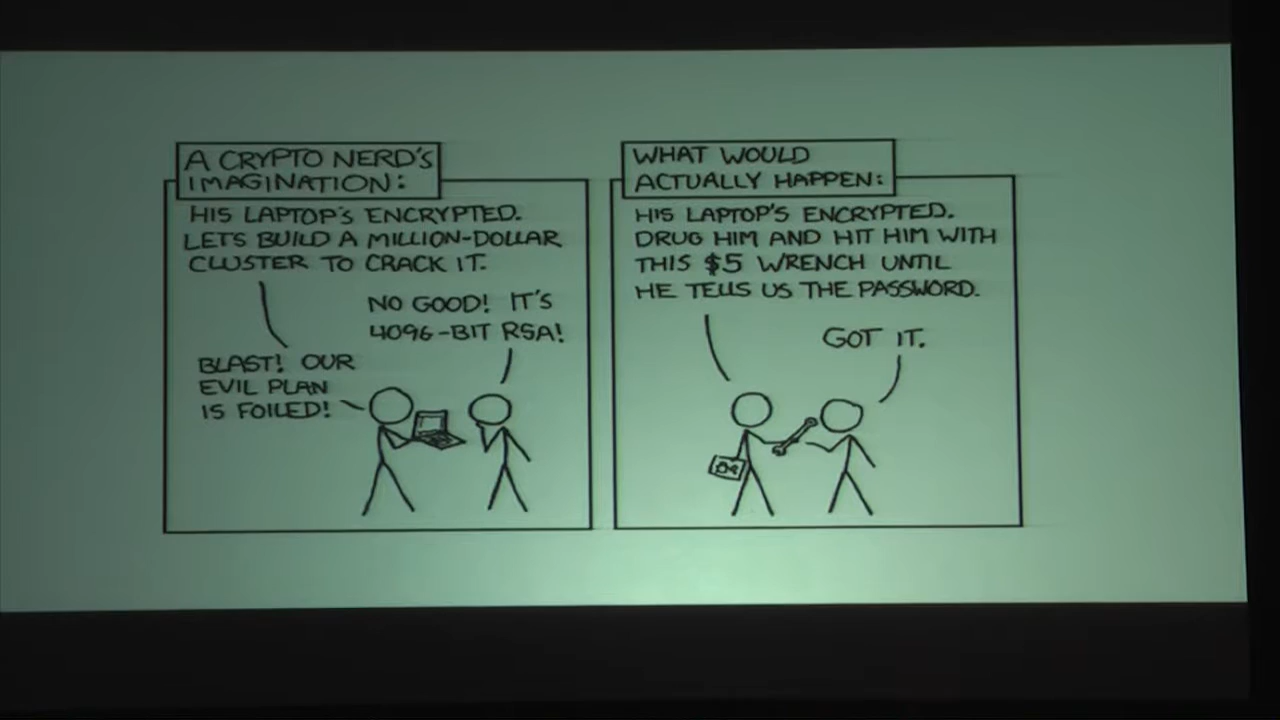 A CRYPTO NERD'S
IMAGINATION:
HIS LAPTOP'S ENCRYPTED.
LETS BUILD A MILLION-DOLLAR
CLUSTER TO CRACK IT.
NO GOOD! IT'S
4096-BIT RSA!
BLAST! OUR
EVIL PLAN
IS FOILED!
WHAT WOULD
ACTUALLY HAPPEN:
HIS LAPTOP'S ENCRYPTED.
DRUG HIM AND HIT HIM WITH
THIS $5 WRENCH UNTIL
HE TELLS US THE PASSWORD.
GOT IT.